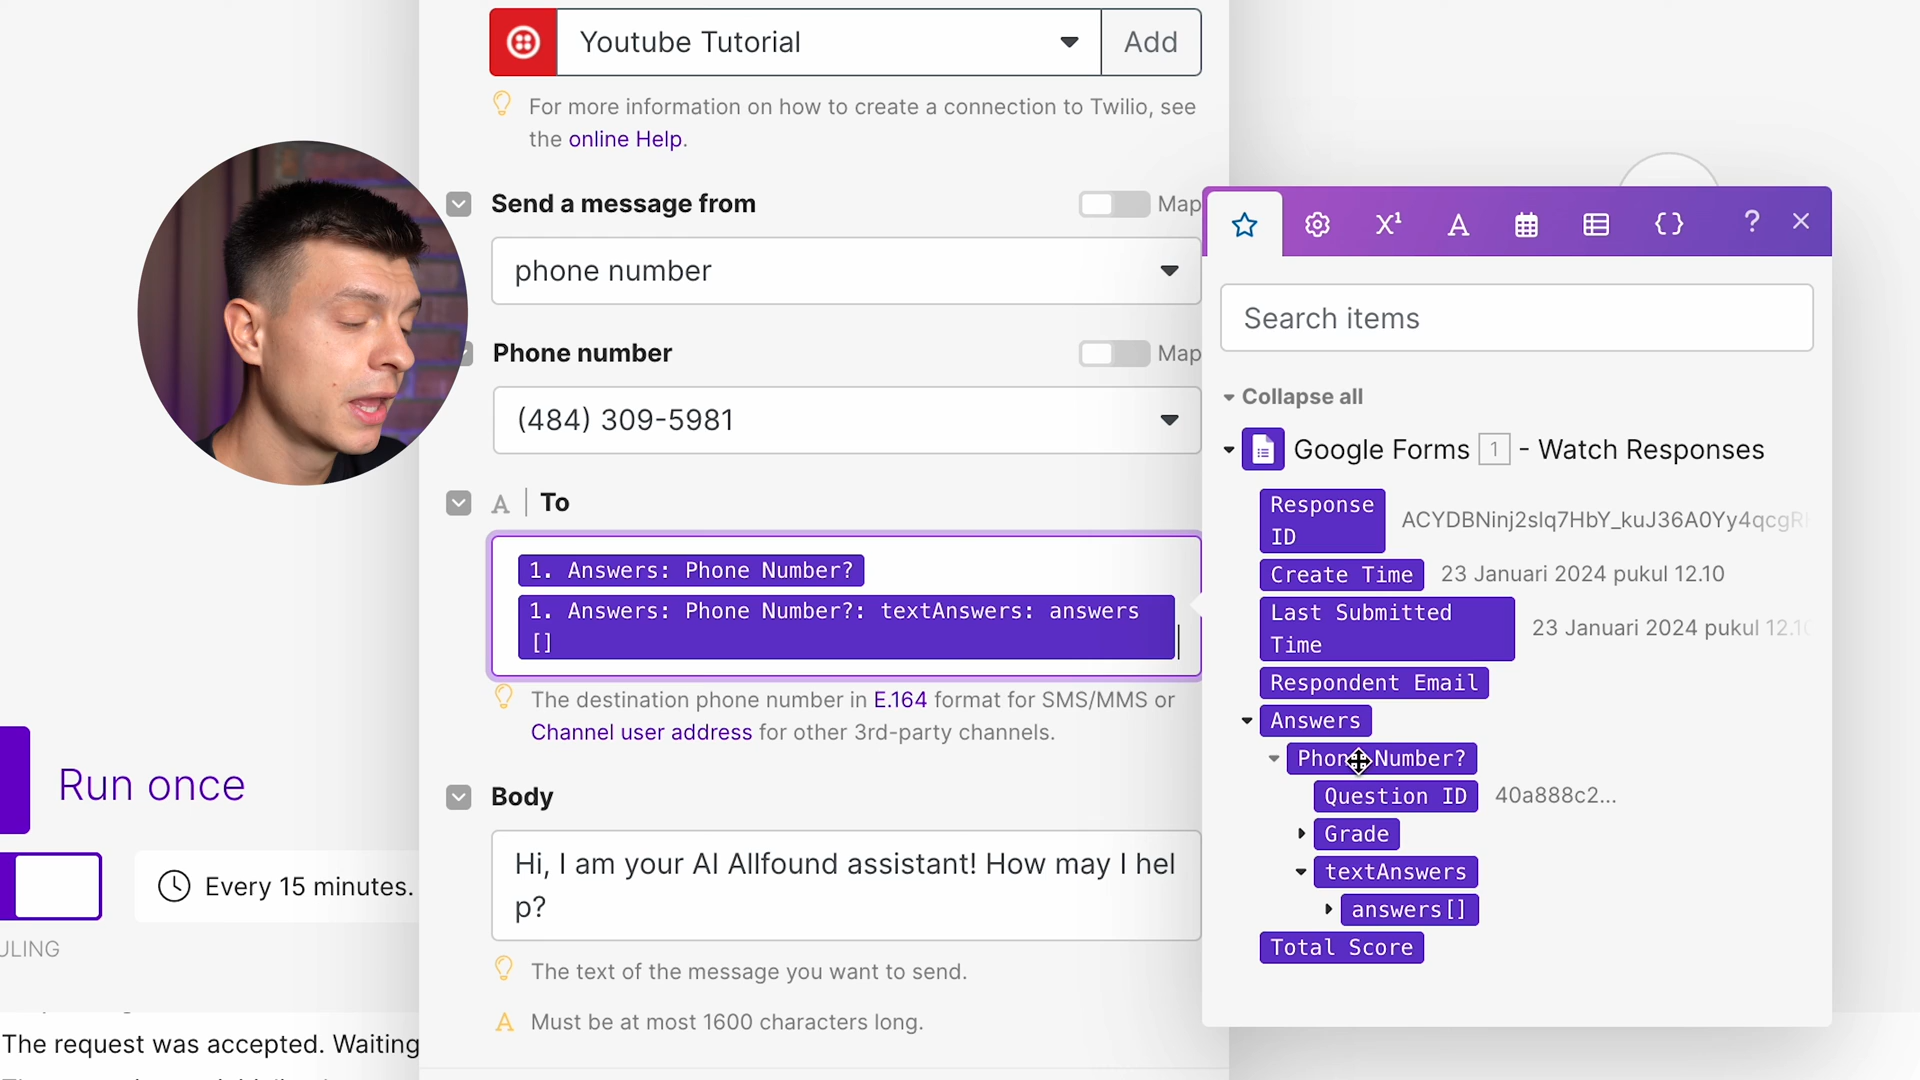 Youtube Tutorial
Add
For more information on how to create a connection to Twilio, see
the online Help.
Send a message from
Map
phone number
Phone number
Map
(484) 309-5981
A | To
1. Answers: Phone Number?
1. Answers: Phone Number?: textAnswers: answers
[]
The destination phone number in E.164 format for SMS/MMS or
Channel user address for other 3rd-party channels.
Body
Hi, I am your AI Allfound assistant! How may I hel
p?
The text of the message you want to send.
A Must be at most 1600 characters long.
Run once
Every 15 minutes.
ULING
The request was accepted. Waiting
X¹ A {} ?
Search items
Collapse all
Google Forms 1 - Watch Responses
Response
ID
Create Time 23 Januari 2024 pukul 12.10
Last Submitted
Time
23 Januari 2024 pukul 12.10
Respondent Email
Answers
Phone Number?
Question ID 40a888c2...
Grade
textAnswers
answers[]
Total Score